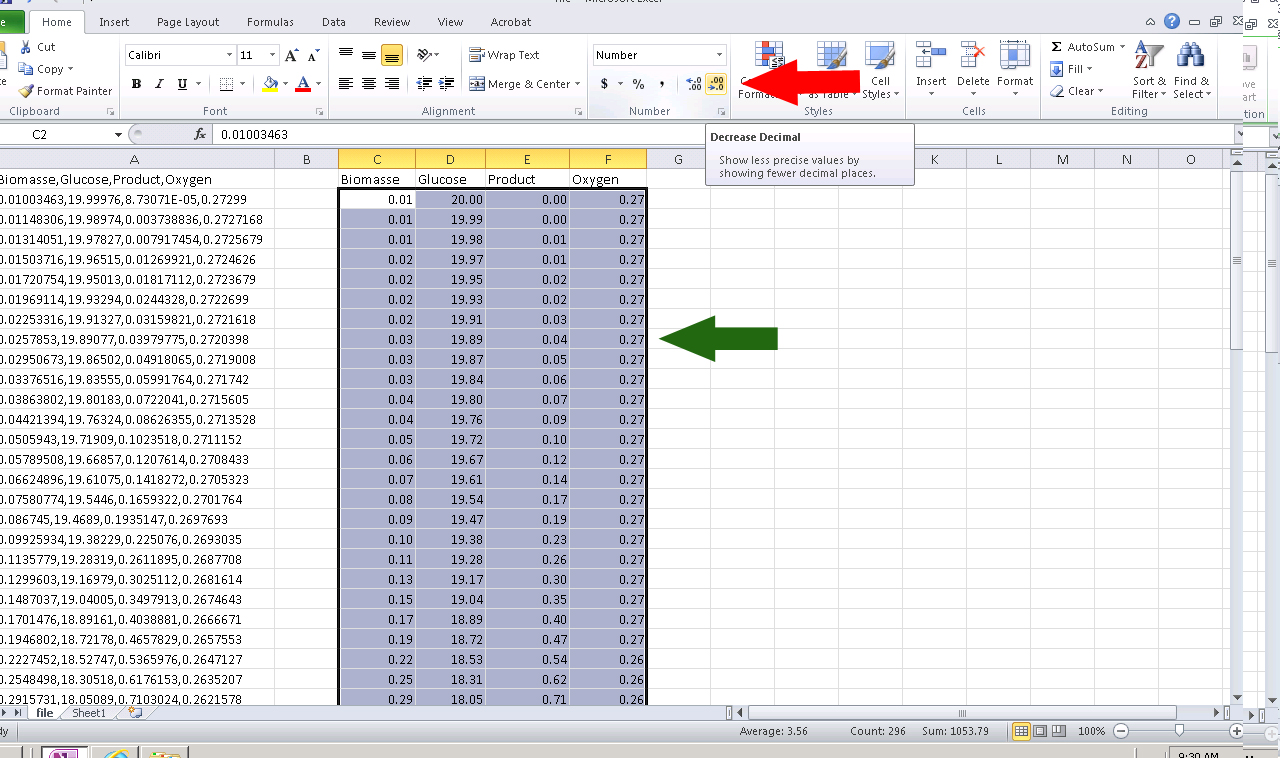 Home Insert Page Layout Formulas Data Review View Acrobat
Cut
Copy
Format Painter
Clipboard
Calibri 11
B I U
Font
Wrap Text
Merge & Center
Alignment
Number
$ % ,
Number
Styles
Cell
Styles
Insert Delete Format
Cells
Σ AutoSum
Fill
Clear
Sort &
Filter
Find &
Select
Editing
C2 fx 0.01003463
Decrease Decimal
Show less precise values by
showing fewer decimal places.
A B C D E F G K L M N O
Biomasse,Glucose,Product,Oxygen Biomasse Glucose Product Oxygen
0.01003463,19.99976,8.73071E-05,0.27299 0.01 20.00 0.00 0.27
0.01148306,19.98974,0.003738836,0.2727168 0.01 19.99 0.00 0.27
0.01314051,19.97827,0.007917454,0.2725679 0.01 19.98 0.01 0.27
0.01503716,19.96515,0.01269921,0.2724626 0.02 19.97 0.01 0.27
0.01720754,19.95013,0.01817112,0.2723679 0.02 19.95 0.02 0.27
0.01969114,19.93294,0.0244328,0.2722699 0.02 19.93 0.02 0.27
0.02253316,19.91327,0.03159821,0.2721618 0.02 19.91 0.03 0.27
0.0257853,19.89077,0.03979775,0.2720398 0.03 19.89 0.04 0.27
0.02950673,19.86502,0.04918065,0.2719008 0.03 19.87 0.05 0.27
0.03376516,19.83555,0.05991764,0.271742 0.03 19.84 0.06 0.27
0.03863802,19.80183,0.0722041,0.2715605 0.04 19.80 0.07 0.27
0.04421394,19.76324,0.08626355,0.2713528 0.04 19.76 0.09 0.27
0.0505943,19.71909,0.1023518,0.2711152 0.05 19.72 0.10 0.27
0.05789508,19.66857,0.1207614,0.2708433 0.06 19.67 0.12 0.27
0.06624896,19.61075,0.1418272,0.2705323 0.07 19.61 0.14 0.27
0.07580774,19.5446,0.1659322,0.2701764 0.08 19.54 0.17 0.27
0.086745,19.4689,0.1935147,0.2697693 0.09 19.47 0.19 0.27
0.09925934,19.38229,0.225076,0.2693035 0.10 19.38 0.23 0.27
0.1135779,19.28319,0.2611895,0.2687708 0.11 19.28 0.26 0.27
0.1299603,19.16979,0.3025112,0.2681614 0.13 19.17 0.30 0.27
0.1487037,19.04005,0.3497913,0.2674643 0.15 19.04 0.35 0.27
0.1701476,18.89161,0.4038881,0.2666671 0.17 18.89 0.40 0.27
0.1946802,18.72178,0.4657829,0.2657553 0.19 18.72 0.47 0.27
0.2227452,18.52747,0.5365976,0.2647127 0.22 18.53 0.54 0.26
0.2548498,18.30518,0.6176153,0.2635207 0.25 18.31 0.62 0.26
0.2915731,18.05089,0.7103024,0.2621578 0.29 18.05 0.71 0.26
file Sheet1
Average: 3.56 Count: 296 Sum: 1053.79 100%
9:30 AM